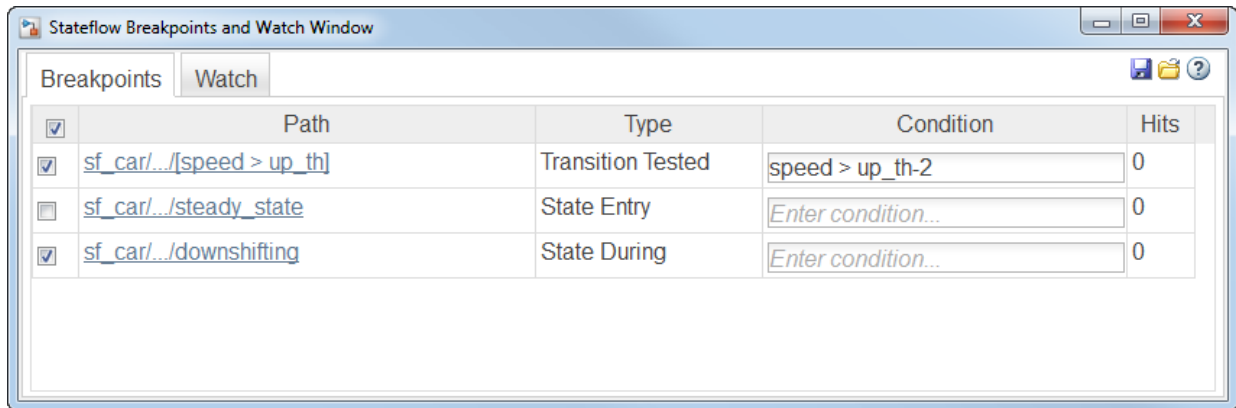 Stateflow Breakpoints and Watch Window
Breakpoints Watch
Path Type Condition Hits
sf_car/.../[speed > up_th] Transition Tested speed > up_th-2 0
sf_car/.../steady_state State Entry Enter condition... 0
sf_car/.../downshifting State During Enter condition... 0